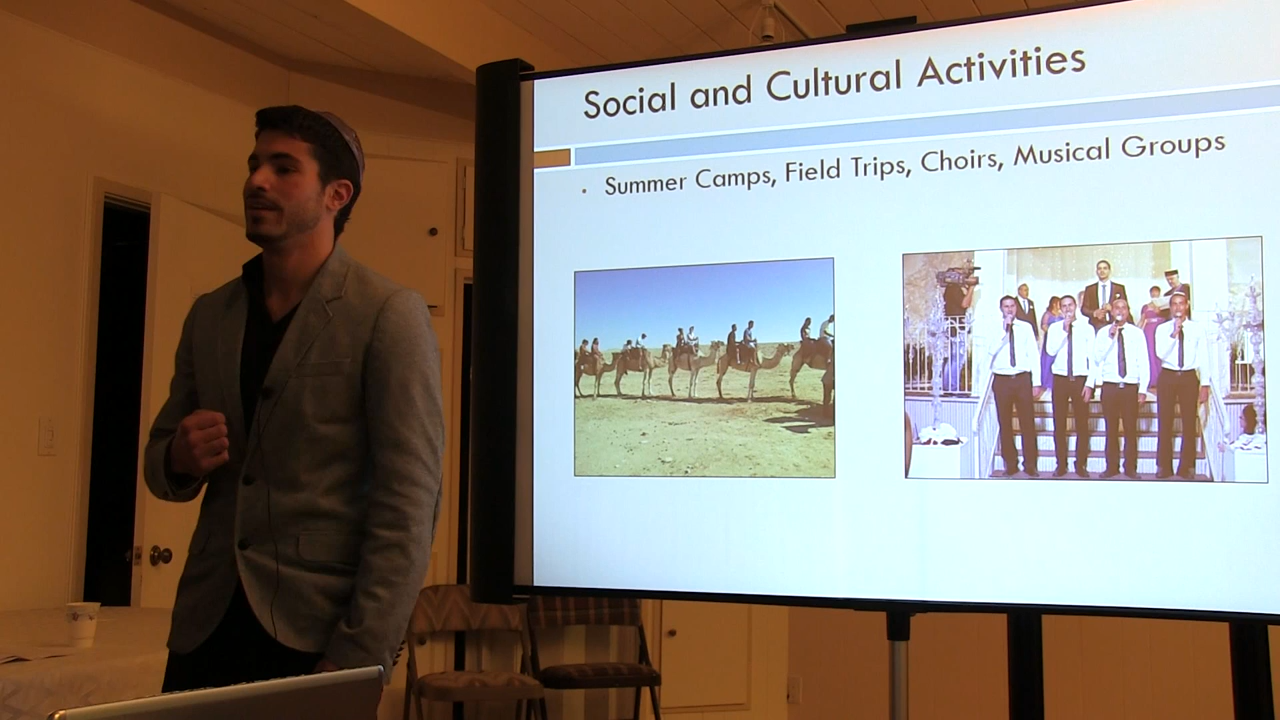 Social and Cultural Activities
• Summer Camps, Field Trips, Choirs, Musical Groups